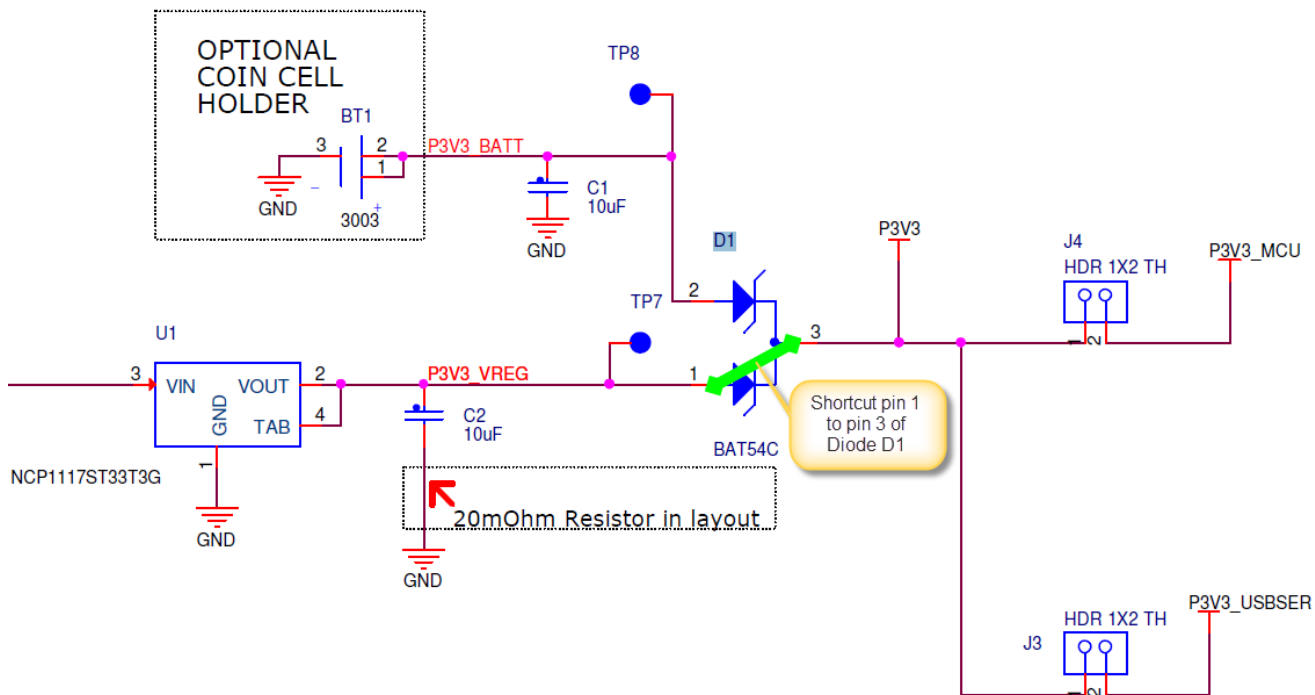 OPTIONAL
COIN CELL
HOLDER
BT1
3
2
1
-
+
3003
GND
P3V3_BATT
TP8
C1
10uF
GND
D1
2
TP7
3
P3V3
J4
HDR 1X2 TH
1
2
P3V3_MCU
U1
3
VIN
VOUT
2
GND
TAB
4
1
NCP1117ST33T3G
GND
P3V3_VREG
C2
10uF
1
BAT54C
Shortcut pin 1
to pin 3 of
Diode D1
20mOhm Resistor in layout
GND
J3
HDR 1X2 TH
1
2
P3V3_USBSER